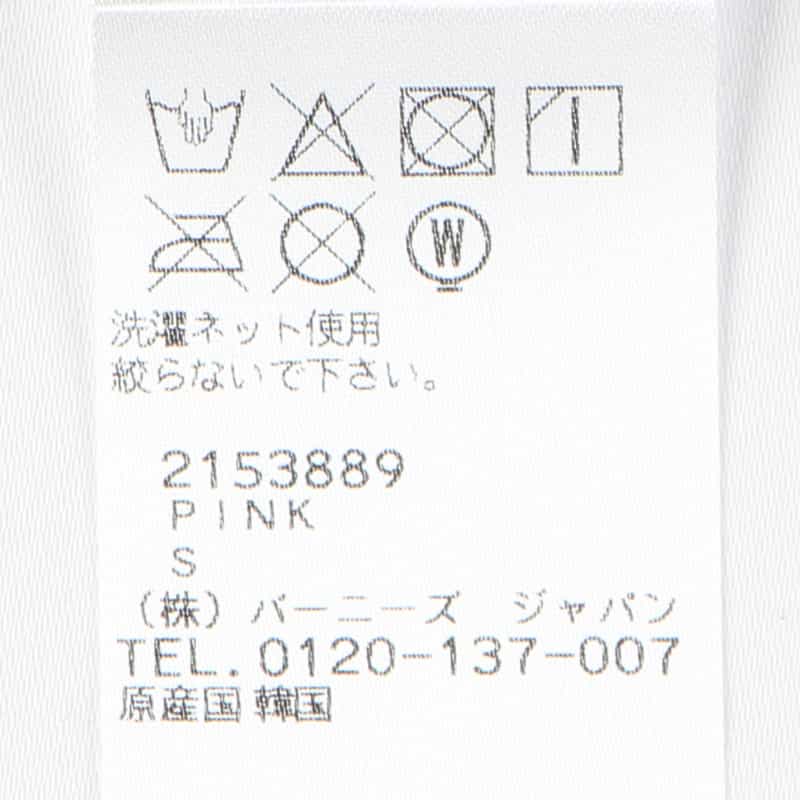 W
洗濯ネット使用
絞らないで下さい。
2153889
PINK
S
(株) バーニーズ ジャパン
TEL.0120-137-007
原産国 韓国